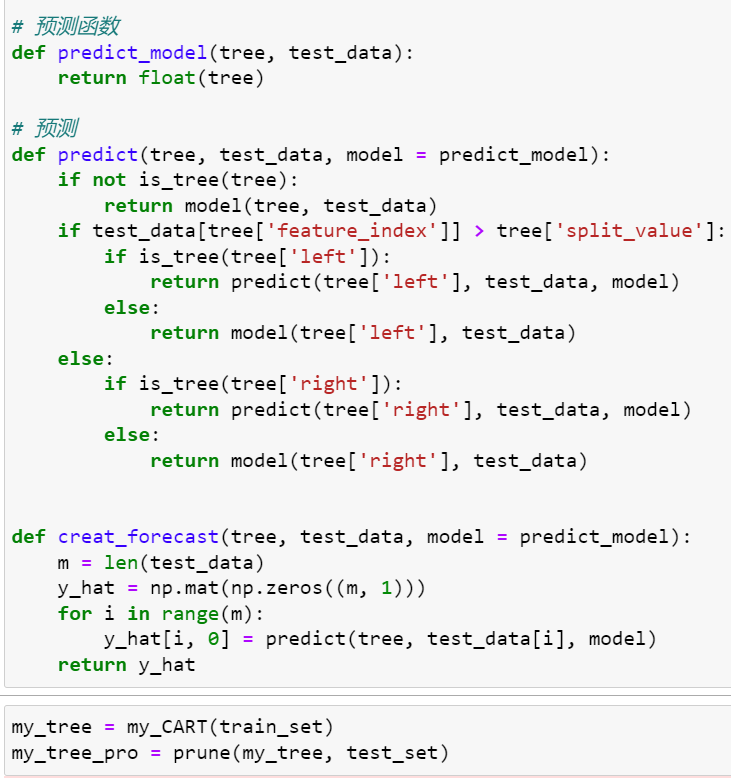 # 预测函数
def predict_model(tree, test_data):
    return float(tree)
# 预测
def predict(tree, test_data, model = predict_model):
    if not is_tree(tree):
        return model(tree, test_data)
    if test_data[tree['feature_index']] > tree['split_value']:
        if is_tree(tree['left']):
            return predict(tree['left'], test_data, model)
        else:
            return model(tree['left'], test_data)
    else:
        if is_tree(tree['right']):
            return predict(tree['right'], test_data, model)
        else:
            return model(tree['right'], test_data)
def creat_forecast(tree, test_data, model = predict_model):
    m = len(test_data)
    y_hat = np.mat(np.zeros((m, 1)))
    for i in range(m):
        y_hat[i, 0] = predict(tree, test_data[i], model)
    return y_hat
my_tree = my_CART(train_set)
my_tree_pro = prune(my_tree, test_set)